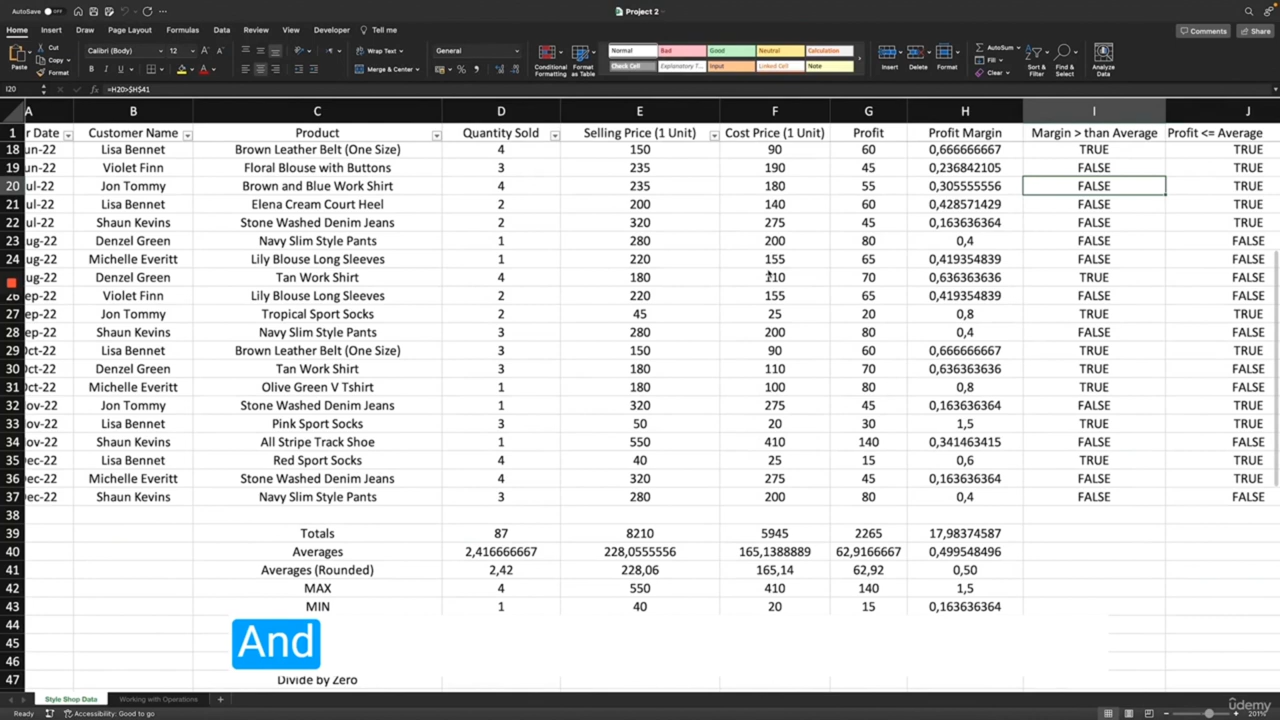 AutoSave OFF Project 2
Home Insert Draw Page Layout Formulas Data Review View Developer Tell me Comments Share
Paste Cut Copy Format Calibri (Body) 12 B I U Wrap Text Merge & Center General Conditional Formatting Format as Table Normal Bad Good Neutral Calculation Check Cell Explanatory T... Input Linked Cell Note Insert Delete Format AutoSum Fill Clear Sort & Filter Find & Select Analyze Data
I20 fx =H20>$H$41
A B C D E F G H I J
1 r Date Customer Name Product Quantity Sold Selling Price (1 Unit) Cost Price (1 Unit) Profit Profit Margin Margin > than Average Profit <= Average
18 un-22 Lisa Bennet Brown Leather Belt (One Size) 4 150 90 60 0,666666667 TRUE TRUE
19 un-22 Violet Finn Floral Blouse with Buttons 3 235 190 45 0,236842105 FALSE TRUE
20 ul-22 Jon Tommy Brown and Blue Work Shirt 4 235 180 55 0,305555556 FALSE TRUE
21 ul-22 Lisa Bennet Elena Cream Court Heel 2 200 140 60 0,428571429 FALSE TRUE
22 ul-22 Shaun Kevins Stone Washed Denim Jeans 2 320 275 45 0,163636364 FALSE TRUE
23 ug-22 Denzel Green Navy Slim Style Pants 1 280 200 80 0,4 FALSE FALSE
24 ug-22 Michelle Everitt Lily Blouse Long Sleeves 1 220 155 65 0,419354839 FALSE FALSE
ug-22 Denzel Green Tan Work Shirt 4 180 110 70 0,636363636 TRUE FALSE
26 ep-22 Violet Finn Lily Blouse Long Sleeves 2 220 155 65 0,419354839 FALSE FALSE
27 ep-22 Jon Tommy Tropical Sport Socks 2 45 25 20 0,8 TRUE TRUE
28 ep-22 Shaun Kevins Navy Slim Style Pants 3 280 200 80 0,4 FALSE FALSE
29 Oct-22 Lisa Bennet Brown Leather Belt (One Size) 3 150 90 60 0,666666667 TRUE TRUE
30 Oct-22 Lisa Bennet Tan Work Shirt 3 180 110 70 0,636363636 TRUE FALSE
31 Oct-22 Michelle Everitt Olive Green V Tshirt 1 180 100 80 0,8 TRUE FALSE
32 ov-22 Jon Tommy Stone Washed Denim Jeans 1 320 275 45 0,163636364 FALSE TRUE
33 ov-22 Lisa Bennet Pink Sport Socks 3 50 20 30 1,5 TRUE TRUE
34 ov-22 Shaun Kevins All Stripe Track Shoe 1 550 410 140 0,341463415 FALSE FALSE
35 ec-22 Lisa Bennet Red Sport Socks 4 40 25 15 0,6 TRUE TRUE
36 ec-22 Michelle Everitt Stone Washed Denim Jeans 4 320 275 45 0,163636364 FALSE TRUE
37 ec-22 Shaun Kevins Navy Slim Style Pants 3 280 200 80 0,4 FALSE FALSE
38
39 Totals 87 8210 5945 2265 17,98374587
40 Averages 2,416666667 228,0555556 165,1388889 62,9166667 0,499548496
41 Averages (Rounded) 2,42 228,06 165,14 62,92 0,50
42 MAX 4 550 410 140 1,5
43 MIN 1 40 20 15 0,163636364
44
45 And
46
47 Divide by Zero
Style Shop Data Working with Operations +
Ready Accessibility: Good to go 201%
ûdemy